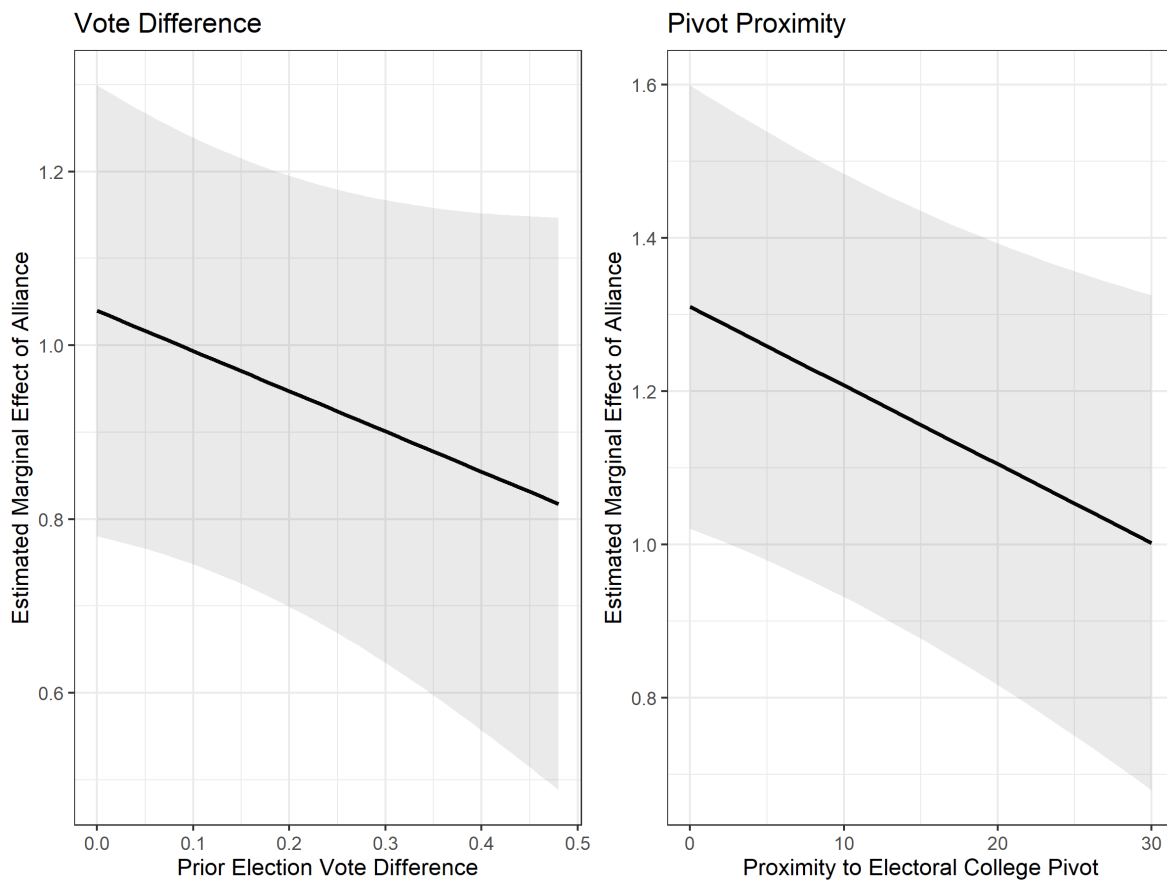 Vote Difference
Estimated Marginal Effect of Alliance
1.2
1.0
0.8
0.6
0.0 0.1 0.2 0.3 0.4 0.5
Prior Election Vote Difference
Pivot Proximity
Estimated Marginal Effect of Alliance
1.6
1.4
1.2
1.0
0.8
0 10 20 30
Proximity to Electoral College Pivot